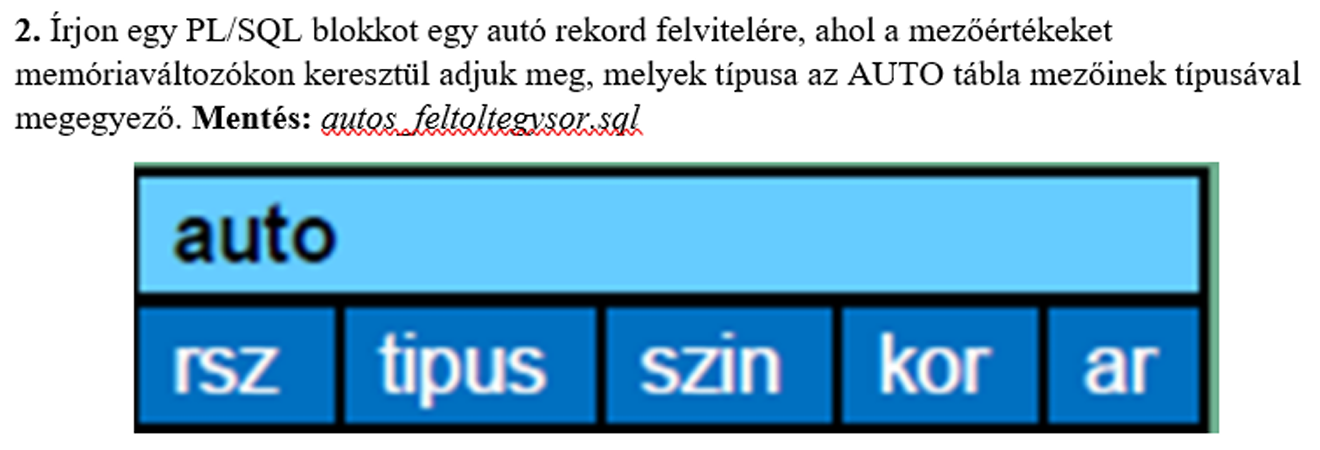 2. Írjon egy PL/SQL blokkot egy autó rekord felvitelére, ahol a mezőértékeket
memóriaváltozókon keresztül adjuk meg, melyek típusa az AUTO tábla mezőinek típusával
megegyező. Mentés: autos_feltoltegysor.sql
auto
rsz tipus szin kor ar